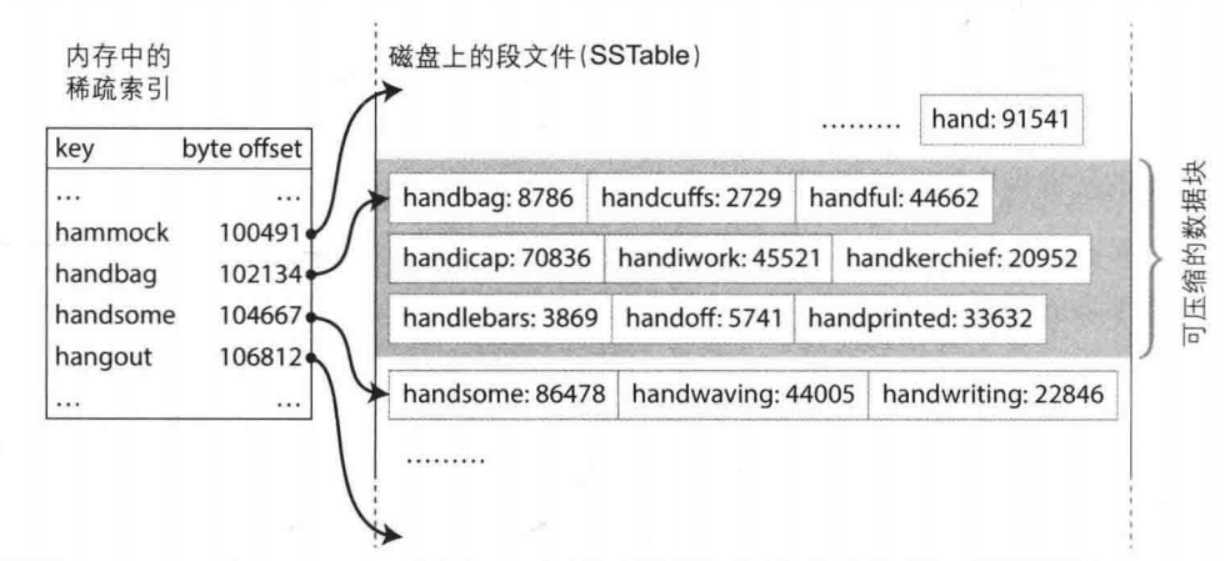 内存中的
稀疏索引
key byte offset
... ...
hammock 100491
handbag 102134
handsome 104667
hangout 106812
... ...
磁盘上的段文件(SSTable)
......... hand: 91541
handbag: 8786 handcuffs: 2729 handful: 44662
handicap: 70836 handiwork: 45521 handkerchief: 20952
handlebars: 3869 handoff: 5741 handprinted: 33632
handsome: 86478 handwaving: 44005 handwriting: 22846
.........
可压缩的数据块